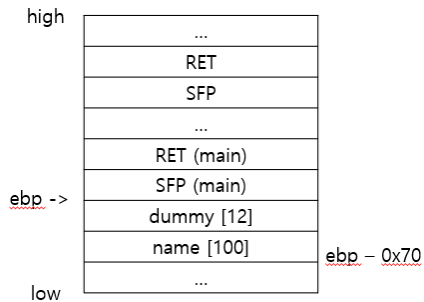 high
...
RET
SFP
...
RET (main)
ebp -> SFP (main)
dummy [12]
name [100]
ebp – 0x70
...
low